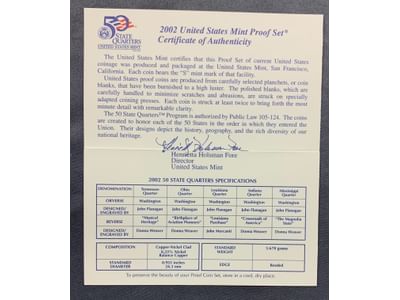 50
STATE
QUARTERS
UNITED STATES MINT
2002 United States Mint Proof Set®
Certificate of Authenticity
The United States Mint certifies that this Proof Set of current United States
coinage was produced and packaged at the United States Mint, San Francisco,
California. Each coin bears the "S" mint mark of that facility.
United States proof coins are produced from carefully selected planchets, or coin
blanks, that have been burnished to a high luster. The polished blanks, which are
carefully handled to minimize scratches and abrasions, are struck on specially
adapted coining presses. Each coin is struck at least twice to bring forth the most
minute detail with remarkable clarity.
The 50 State Quarters™ Program is authorized by Public Law 105-124. The coins
are created to honor each of the 50 States in the order in which they entered the
Union. Their designs depict the history, geography, and the rich diversity of our
national heritage.
Henrietta Holsman Fore
Director
United States Mint
2002 50 STATE QUARTERS SPECIFICATIONS
DENOMINATION Tennessee Quarter Ohio Quarter Louisiana Quarter Indiana Quarter Mississippi Quarter
OBVERSE Washington Washington Washington Washington Washington
DESIGNED/ENGRAVED BY John Flanagan John Flanagan John Flanagan John Flanagan John Flanagan
REVERSE "Musical Heritage" "Birthplace of Aviation Pioneers" "Louisiana Purchase" "Crossroads of America" "The Magnolia State"
DESIGNED/ENGRAVED BY Donna Weaver Donna Weaver John Mercanti Donna Weaver Donna Weaver
COMPOSITION Copper-Nickel Clad 8.33% Nickel Balance Copper STANDARD WEIGHT 5.670 grams
STANDARD DIAMETER 0.955 inches 24.3 mm EDGE Reeded
To preserve the beauty of your Proof Coin Set, store in a cool, dry place.